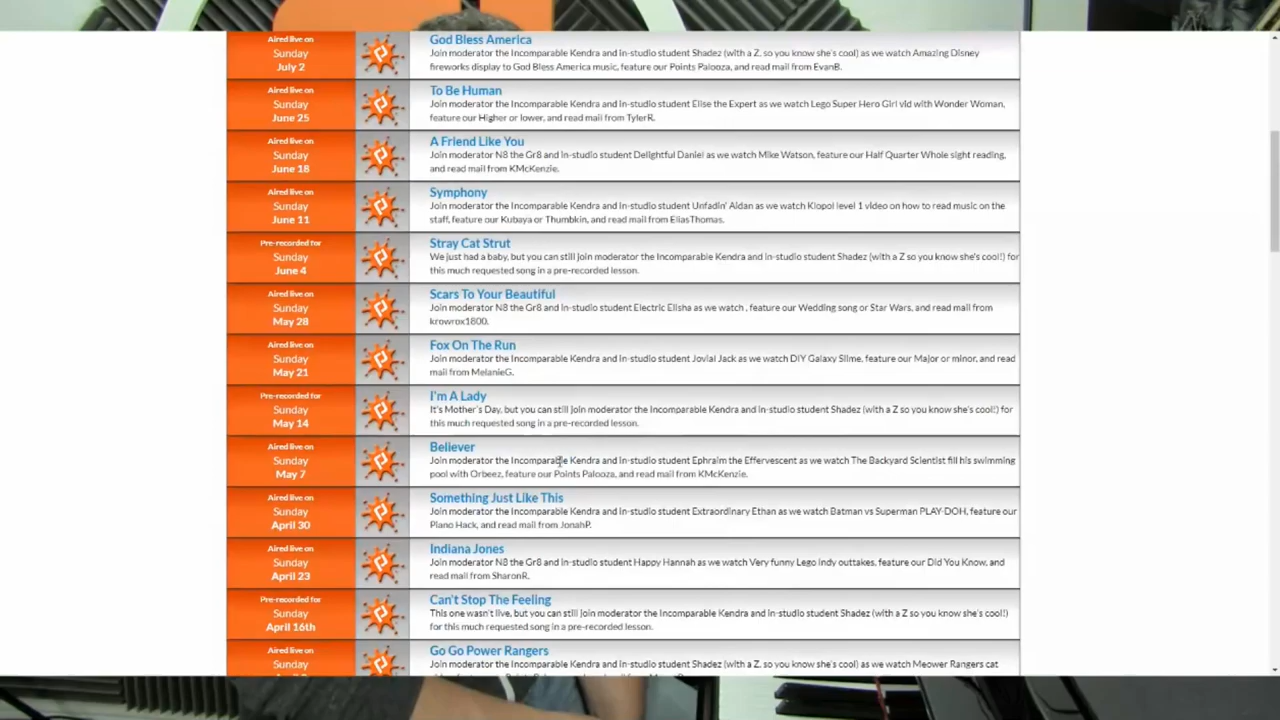 Aired live on
Sunday
July 2
God Bless America
Join moderator the Incomparable Kendra and in-studio student Shadez (with a Z, so you know she's cool) as we watch Amazing Disney
fireworks display to God Bless America music, feature our Points Palooza, and read mail from EvanB.
Aired live on
Sunday
June 25
To Be Human
Join moderator the Incomparable Kendra and in-studio student Elise the Expert as we watch Lego Super Hero Girl vid with Wonder Woman,
feature our Higher or lower, and read mail from TylerR.
Aired live on
Sunday
June 18
A Friend Like You
Join moderator N8 the Gr8 and in-studio student Delightful Daniel as we watch Mike Watson, feature our Half Quarter Whole sight reading,
and read mail from KMcKenzie.
Aired live on
Sunday
June 11
Symphony
Join moderator the Incomparable Kendra and in-studio student Unfadin' Aidan as we watch Klopol level 1 video on how to read music on the
staff, feature our Kubaya or Thumbkin, and read mail from EliasThomas.
Pre-recorded for
Sunday
June 4
Stray Cat Strut
We just had a baby, but you can still join moderator the Incomparable Kendra and in-studio student Shadez (with a Z so you know she's cool!) for
this much requested song in a pre-recorded lesson.
Aired live on
Sunday
May 28
Scars To Your Beautiful
Join moderator N8 the Gr8 and in-studio student Electric Elisha as we watch , feature our Wedding song or Star Wars, and read mail from
krowrox1800.
Aired live on
Sunday
May 21
Fox On The Run
Join moderator the Incomparable Kendra and in-studio student Jovial Jack as we watch DIY Galaxy Slime, feature our Major or minor, and read
mail from MelanieG.
Pre-recorded for
Sunday
May 14
I'm A Lady
It's Mother's Day, but you can still join moderator the Incomparable Kendra and in-studio student Shadez (with a Z so you know she's cool!) for
this much requested song in a pre-recorded lesson.
Aired live on
Sunday
May 7
Believer
Join moderator the Incomparable Kendra and in-studio student Ephraim the Effervescent as we watch The Backyard Scientist fill his swimming
pool with Orbeez, feature our Points Palooza, and read mail from KMcKenzie.
Aired live on
Sunday
April 30
Something Just Like This
Join moderator the Incomparable Kendra and in-studio student Extraordinary Ethan as we watch Batman vs Superman PLAY-DOH, feature our
Piano Hack, and read mail from JonahP.
Aired live on
Sunday
April 23
Indiana Jones
Join moderator N8 the Gr8 and in-studio student Happy Hannah as we watch Very funny Lego Indy outtakes, feature our Did You Know, and
read mail from SharonR.
Pre-recorded for
Sunday
April 16th
Can't Stop The Feeling
This one wasn't live, but you can still join moderator the Incomparable Kendra and in-studio student Shadez (with a Z so you know she's cool!)
for this much requested song in a pre-recorded lesson.
Aired live on
Sunday
Go Go Power Rangers
Join moderator the Incomparable Kendra and in-studio student Shadez (with a Z, so you know she's cool) as we watch Meower Rangers cat